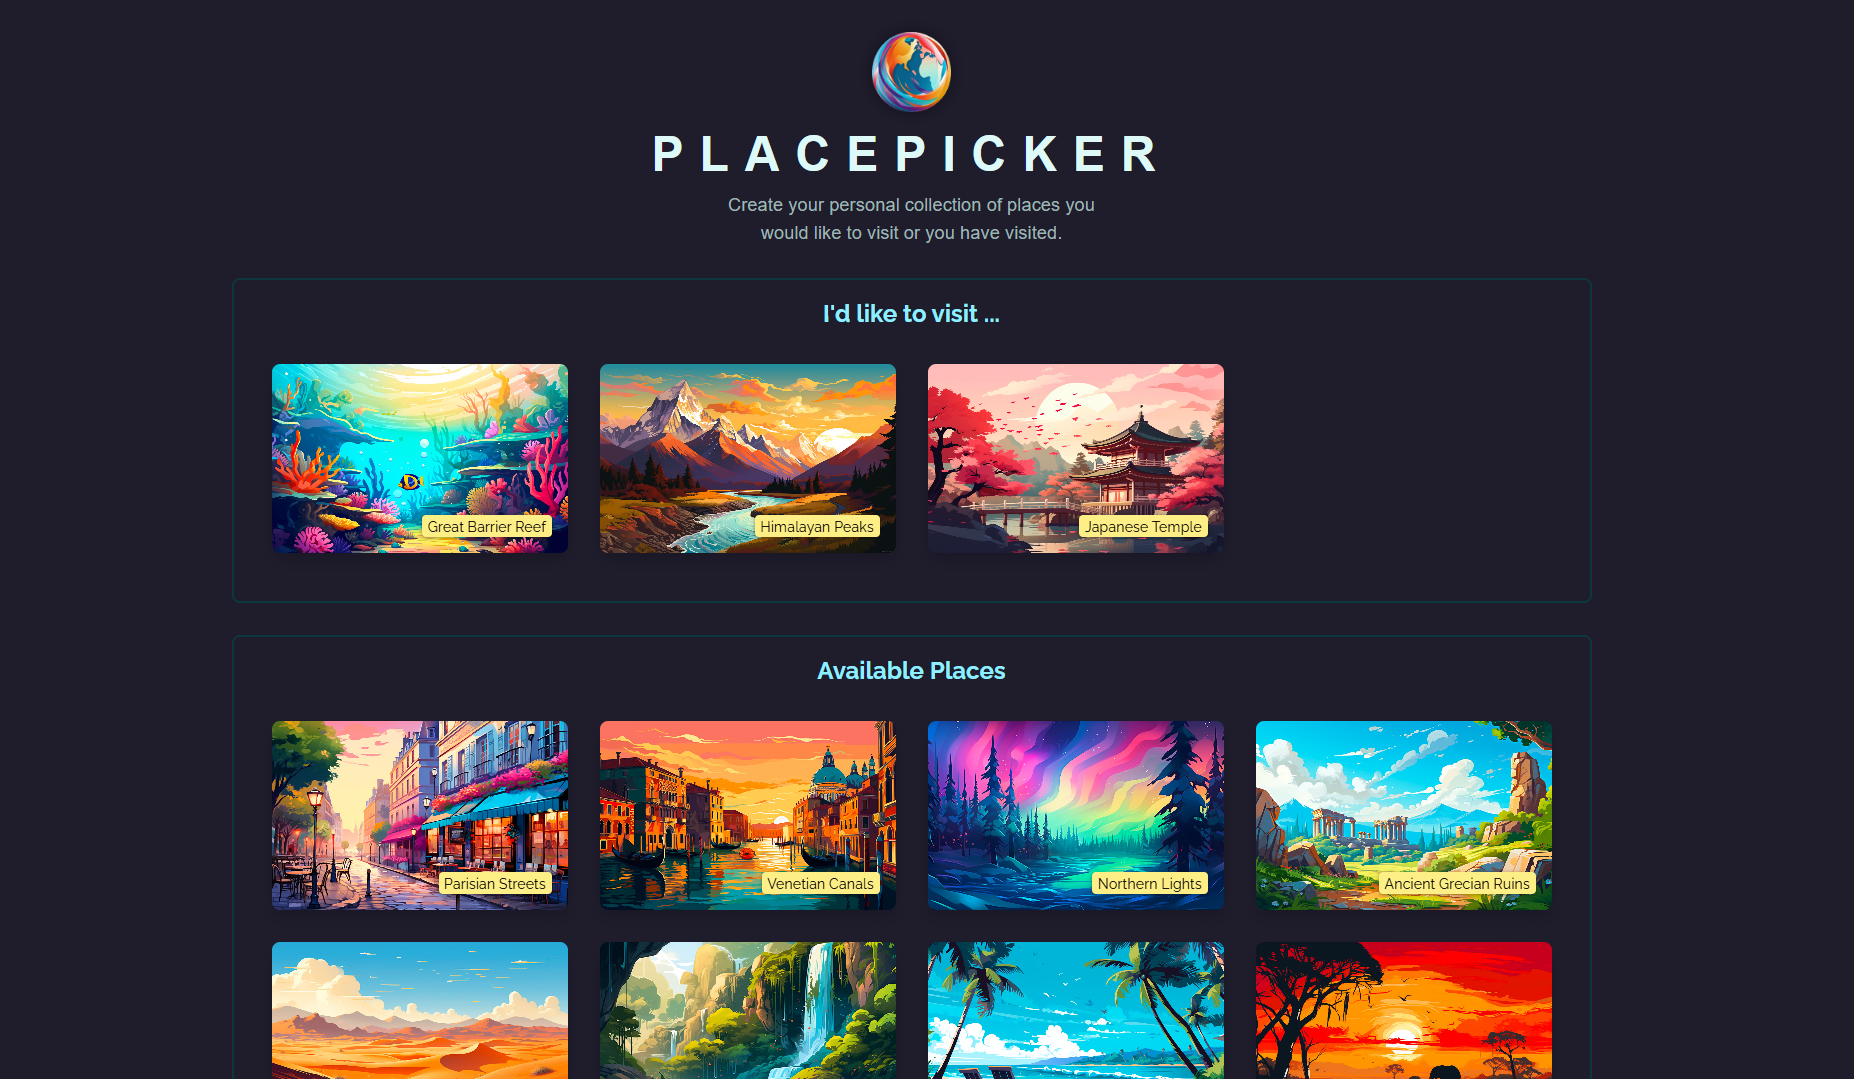 PLACEPICKER
Create your personal collection of places you
would like to visit or you have visited.
I'd like to visit ...
Great Barrier Reef
Himalayan Peaks
Japanese Temple
Available Places
Parisian Streets
Venetian Canals
Northern Lights
Ancient Grecian Ruins